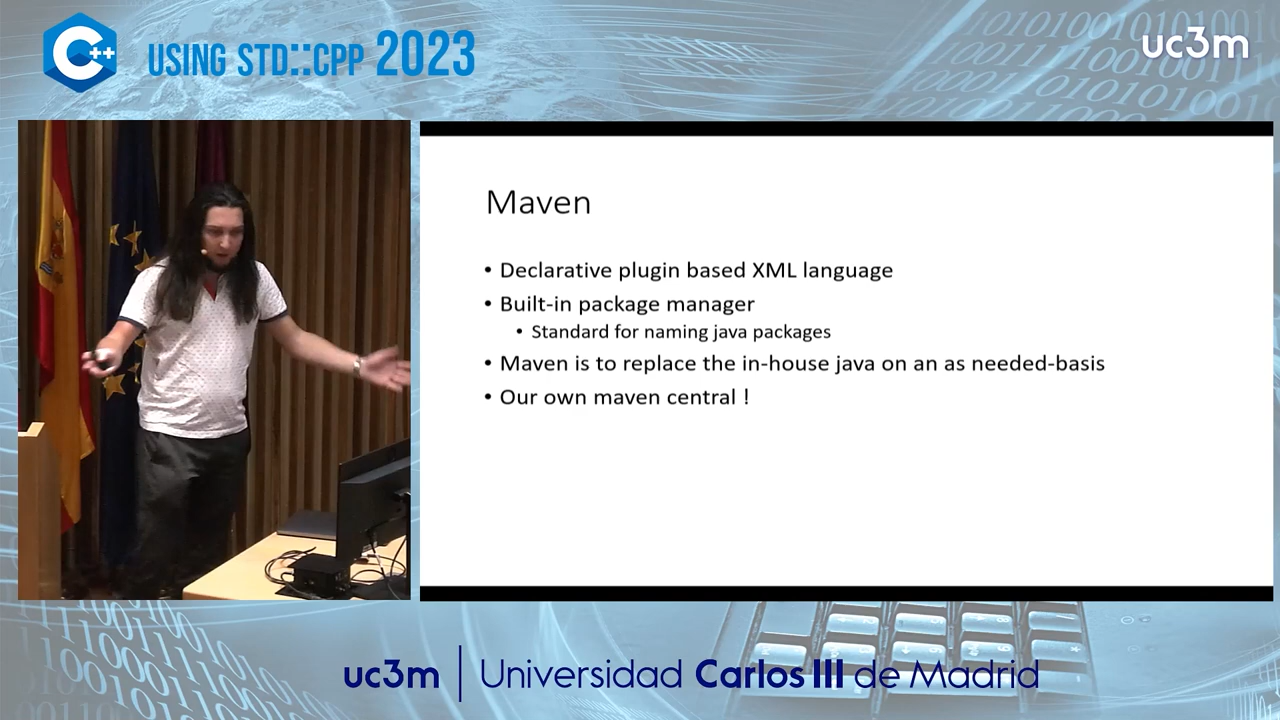 C++
USING STD::CPP 2023
uc3m
Maven
• Declarative plugin based XML language
• Built-in package manager
• Standard for naming java packages
• Maven is to replace the in-house java on an as needed-basis
• Our own maven central !
uc3m | Universidad Carlos III de Madrid